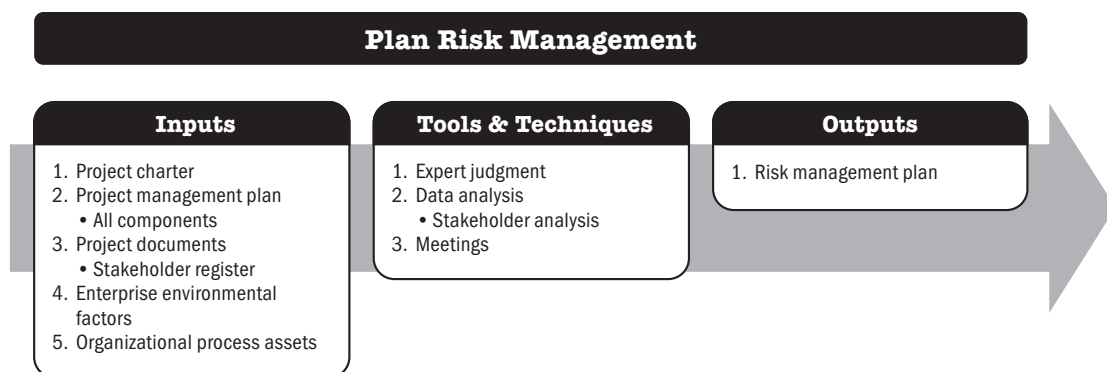 Plan Risk Management
Inputs
1. Project charter
2. Project management plan
• All components
3. Project documents
• Stakeholder register
4. Enterprise environmental
factors
5. Organizational process assets
Tools & Techniques
1. Expert judgment
2. Data analysis
• Stakeholder analysis
3. Meetings
Outputs
1. Risk management plan